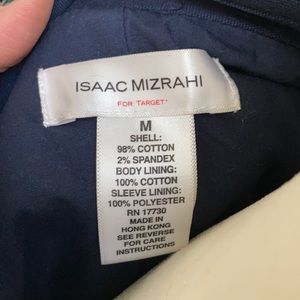 ISAAC MIZRAHI
FOR TARGET
M
SHELL:
98% COTTON
2% SPANDEX
BODY LINING:
100% COTTON
SLEEVE LINING:
100% POLYESTER
RN 17730
MADE IN
HONG KONG
SEE REVERSE
FOR CARE
INSTRUCTIONS